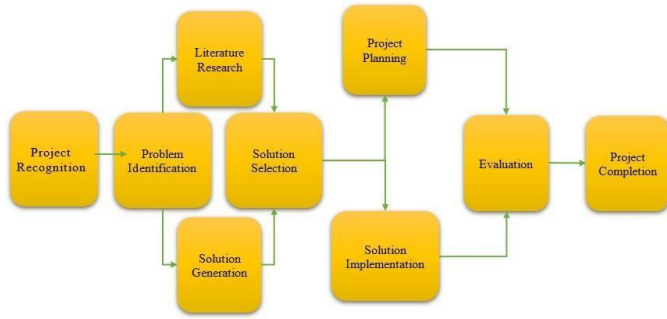 Project
Recognition
Problem
Identification
Literature
Research
Solution
Generation
Solution
Selection
Project
Planning
Solution
Implementation
Evaluation
Project
Completion